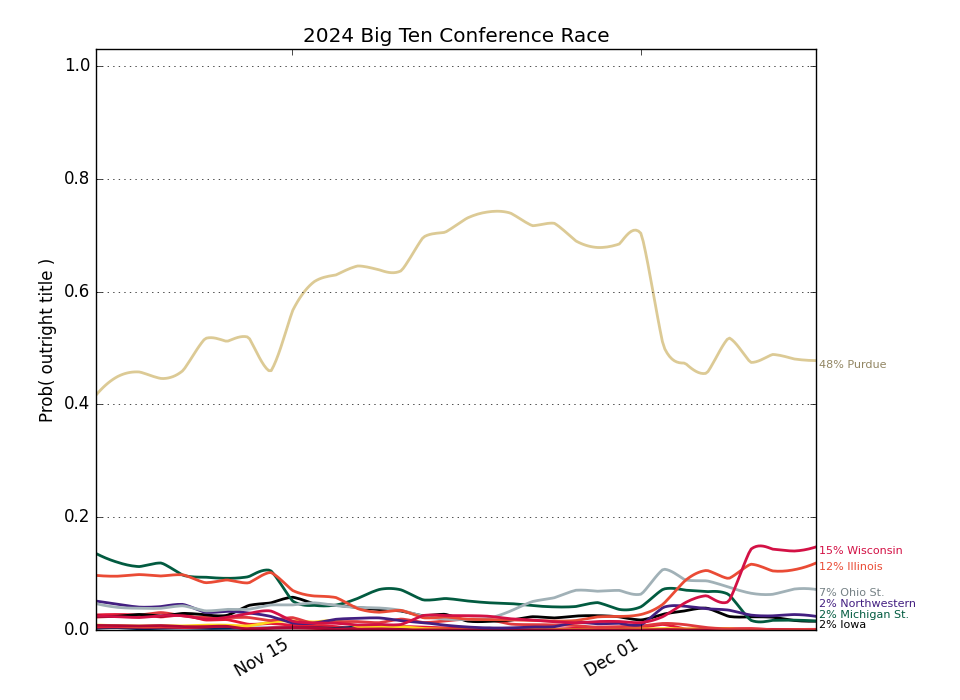 2024 Big Ten Conference Race
Prob( outright title )
1.0
0.8
0.6
0.4
0.2
0.0
Nov 15
Dec 01
48% Purdue
15% Wisconsin
12% Illinois
7% Ohio St.
2% Northwestern
2% Michigan St.
2% Iowa